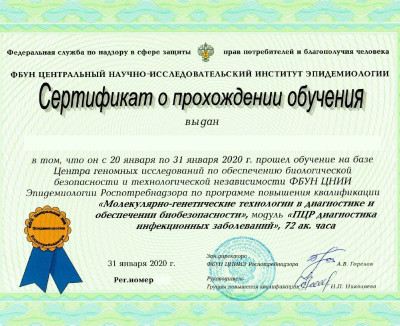 Федеральная служба по надзору в сфере защиты прав потребителей и благополучия человека
ФБУН ЦЕНТРАЛЬНЫЙ НАУЧНО-ИССЛЕДОВАТЕЛЬСКИЙ ИНСТИТУТ ЭПИДЕМИОЛОГИИ
Сертификат о прохождении обучения
выдан
в том, что он с 20 января по 31 января 2020 г. прошел обучение на базе
Центра геномных исследований по обеспечению биологической
безопасности и технологической независимости ФБУН ЦНИИ
Эпидемиологии Роспотребнадзора по программе повышения квалификации
«Молекулярно-генетические технологии в диагностике и
обеспечении биобезопасности», модуль «ПЦР диагностика
инфекционных заболеваний», 72 ак. часа
31 января 2020 г.
Рег.номер
Зам директора
ФБУН ЦНИИЭ Роспотребнадзора А.В. Горелов
Руководитель
Группы повышения квалификации Н.П. Николаева